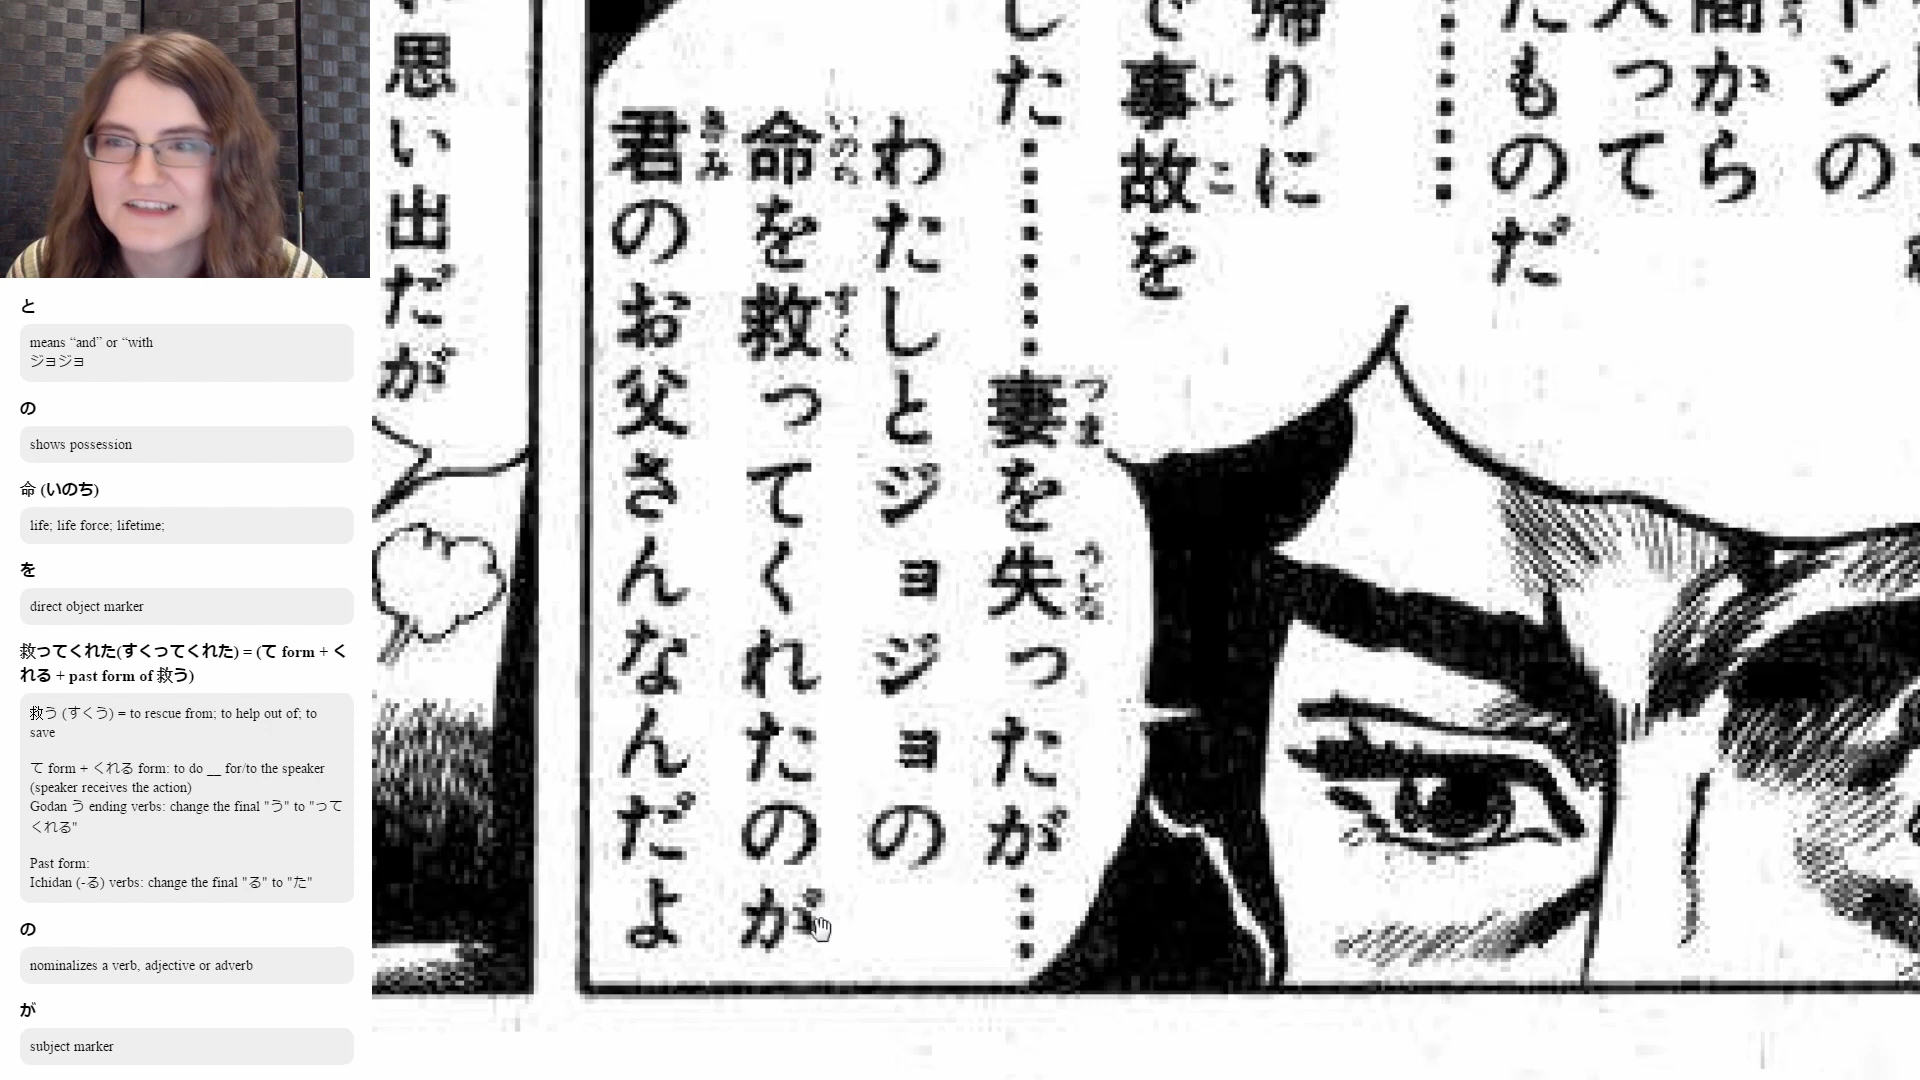 と
means “and” or “with
ジョジョ
の
shows possession
命 (いのち)
life; life force; lifetime;
を
direct object marker
救ってくれた(すくってくれた) = (て form + く
れる + past form of 救う)
救う (すくう) = to rescue from; to help out of; to
save
て form + くれる form: to do __ for/to the speaker
(speaker receives the action)
Godan う ending verbs: change the final "う" to "って
くれる"
Past form:
Ichidan (-る) verbs: change the final "る" to "た"
の
nominalizes a verb, adjective or adverb
が
subject marker
ンの
間から
入って
たものだ
……
帰りに
で事故を
した………妻を失ったが…
わたしとジョジョの
命を救ってくれたのが
君のお父さんなんだよ
に思い出だが